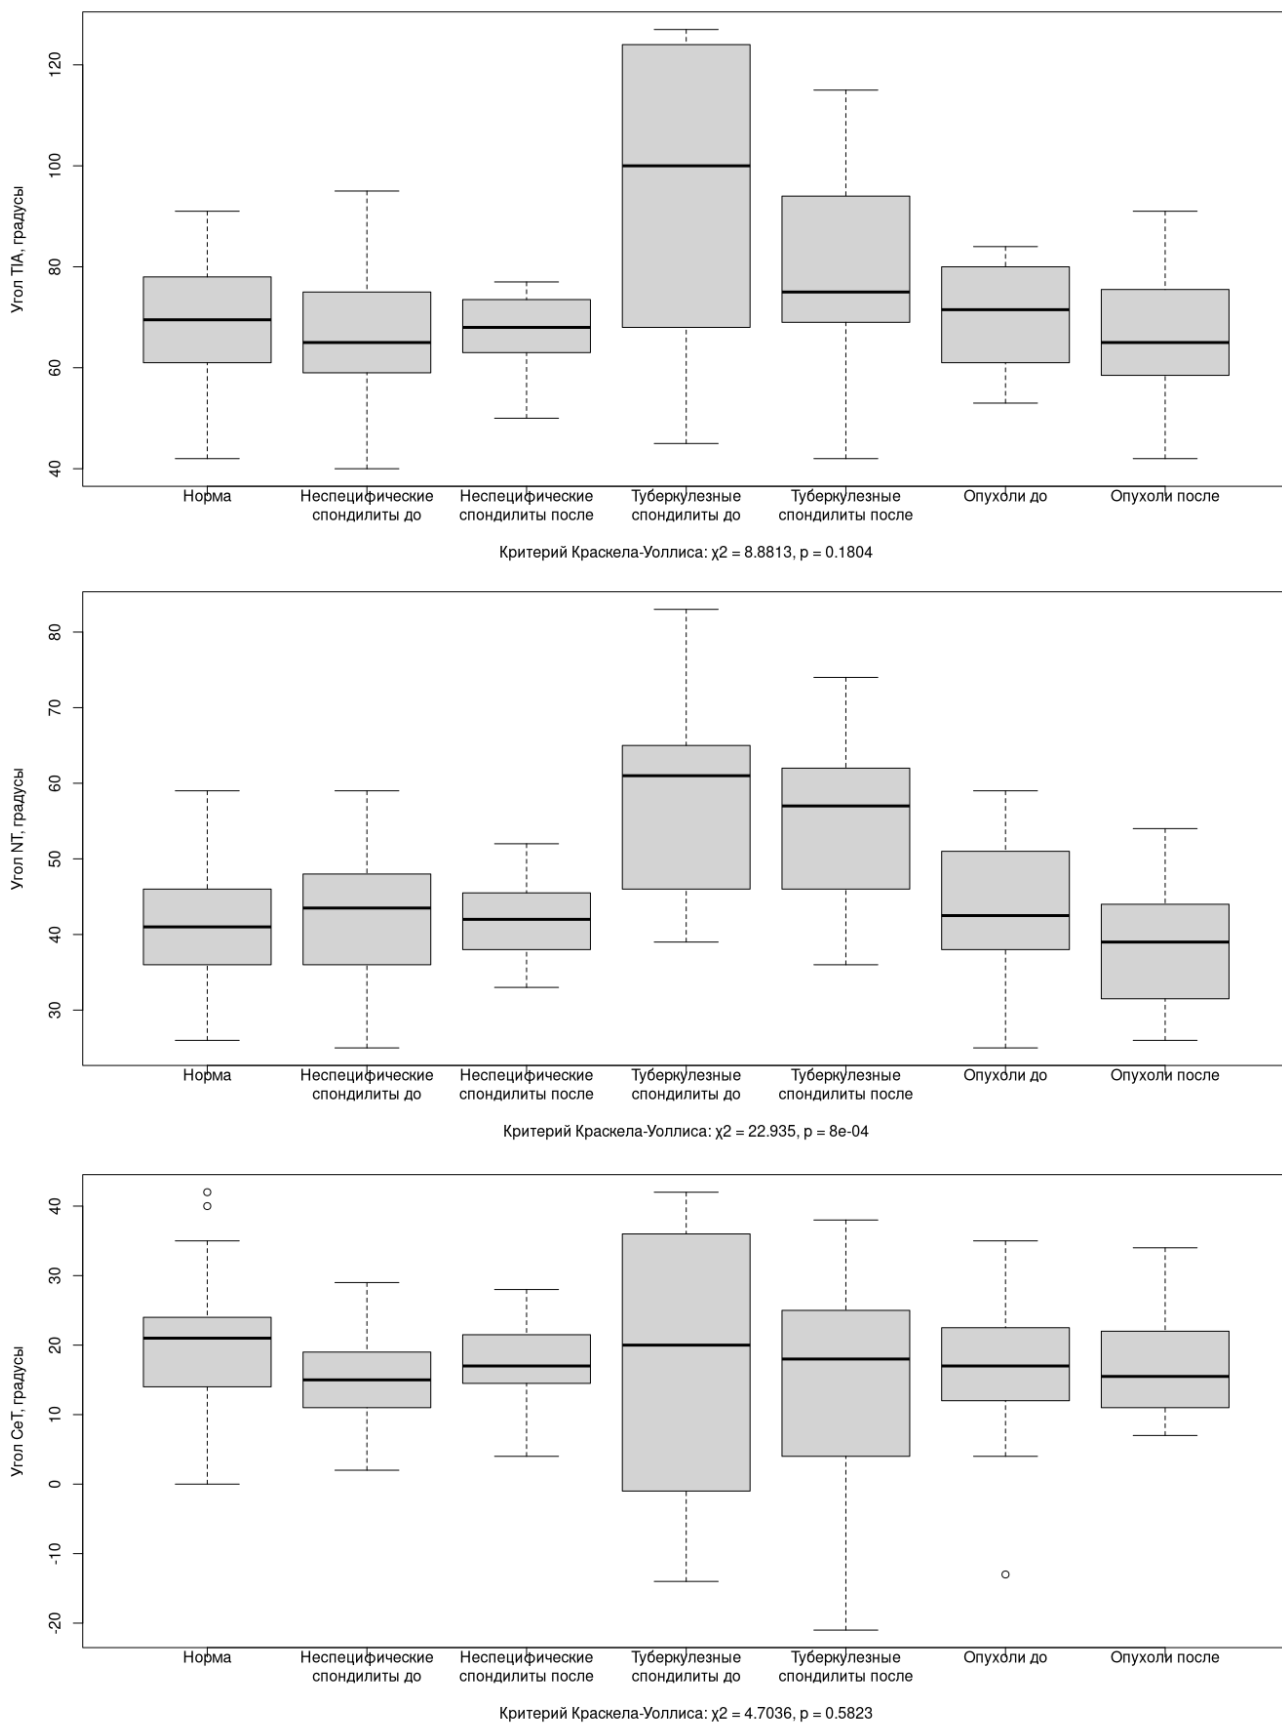 Угол TIA, градусы
120
100
80
60
40
Норма
Неспецифические
спондилиты до
Неспецифические
спондилиты после
Туберкулезные
спондилиты до
Туберкулезные
спондилиты после
Опухоли до
Опухоли после
Критерий Краскела-Уоллиса: χ2 = 8.8813, p = 0.1804
Угол NT, градусы
80
70
60
50
40
30
Норма
Неспецифические
спондилиты до
Неспецифические
спондилиты после
Туберкулезные
спондилиты до
Туберкулезные
спондилиты после
Опухоли до
Опухоли после
Критерий Краскела-Уоллиса: χ2 = 22.935, p = 8e-04
Угол CeT, градусы
40
30
20
10
0
-10
-20
Норма
Неспецифические
спондилиты до
Неспецифические
спондилиты после
Туберкулезные
спондилиты до
Туберкулезные
спондилиты после
Опухоли до
Опухоли после
Критерий Краскела-Уоллиса: χ2 = 4.7036, p = 0.5823